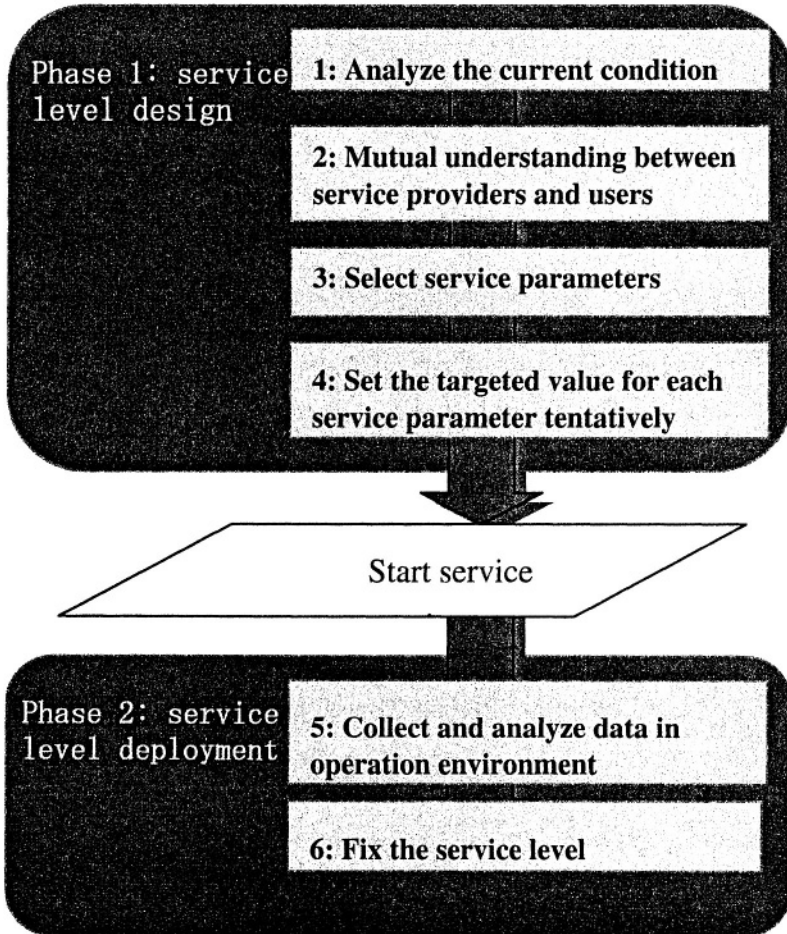 Phase 1: service
level design
1: Analyze the current condition
2: Mutual understanding between
service providers and users
3: Select service parameters
4: Set the targeted value for each
service parameter tentatively
Start service
Phase 2: service
level deployment
5: Collect and analyze data in
operation environment
6: Fix the service level